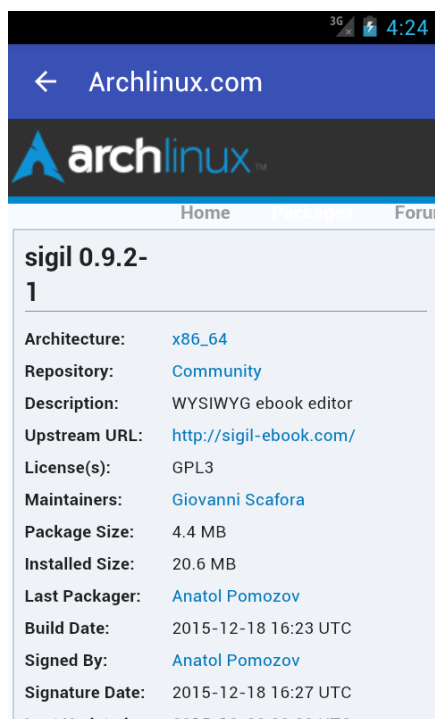 3G 4:24
Archlinux.com
archlinux™
Home Packages Foru
sigil 0.9.2-
1
Architecture: x86_64
Repository: Community
Description: WYSIWYG ebook editor
Upstream URL: http://sigil-ebook.com/
License(s): GPL3
Maintainers: Giovanni Scafora
Package Size: 4.4 MB
Installed Size: 20.6 MB
Last Packager: Anatol Pomozov
Build Date: 2015-12-18 16:23 UTC
Signed By: Anatol Pomozov
Signature Date: 2015-12-18 16:27 UTC